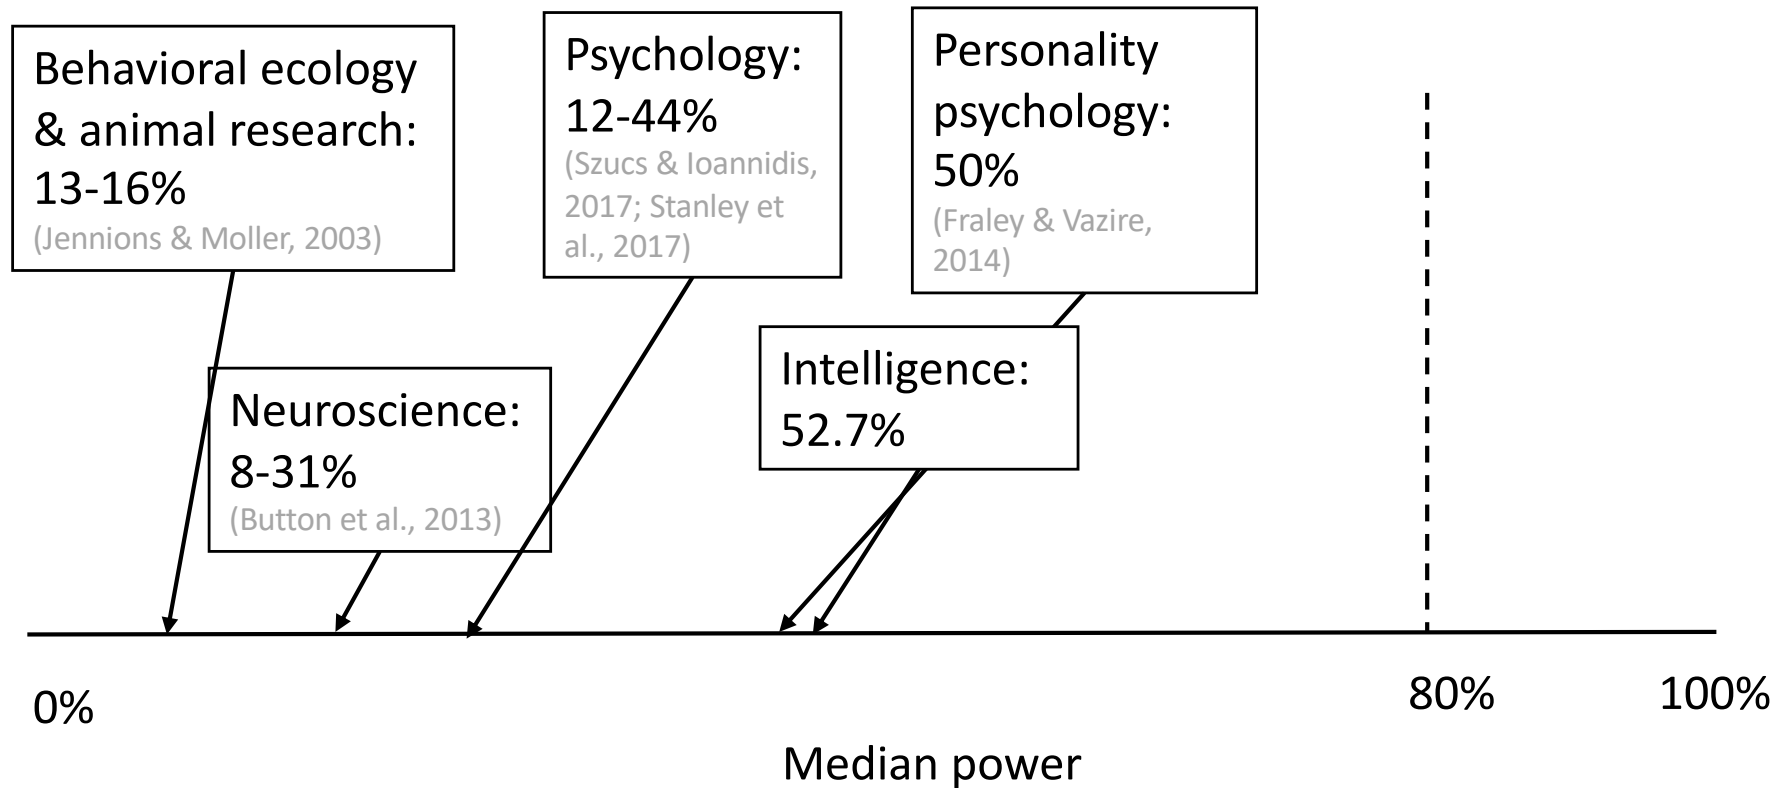 Behavioral ecology
& animal research:
13-16%
(Jennions & Moller, 2003)
Psychology:
12-44%
(Szucs & Ioannidis,
2017; Stanley et
al., 2017)
Personality
psychology:
50%
(Fraley & Vazire,
2014)
Neuroscience:
8-31%
(Button et al., 2013)
Intelligence:
52.7%
0%
80%
100%
Median power